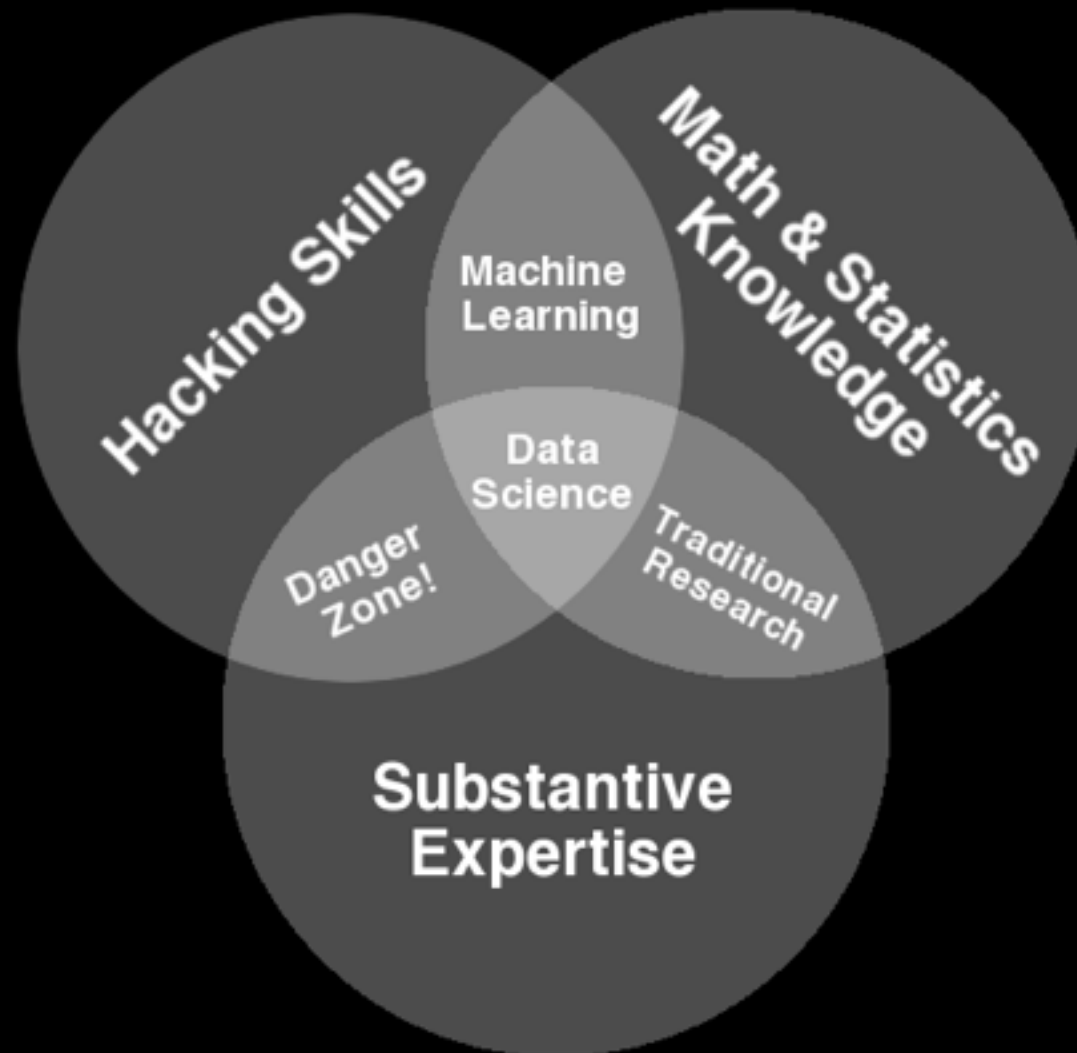 Hacking Skills
Math & Statistics
Knowledge
Machine
Learning
Data
Science
Danger
Zone!
Traditional
Research
Substantive
Expertise